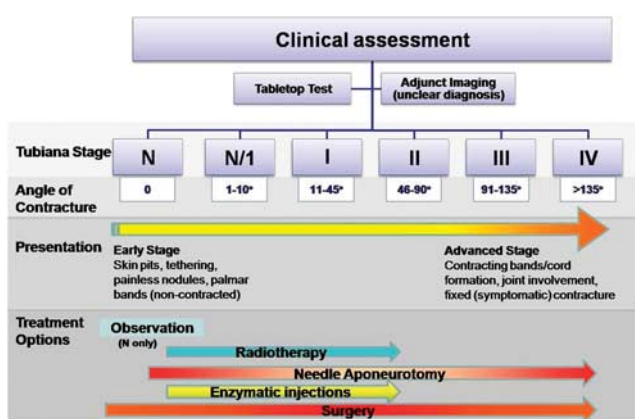 Clinical assessment
Tabletop Test
Adjunct Imaging
(unclear diagnosis)
Tubiana Stage
N
N/1
I
II
III
IV
Angle of
Contracture
0
1-10°
11-45°
46-90°
91-135°
>135°
Presentation
Early Stage
Skin pits, tethering,
painless nodules, palmar
bands (non-contracted)
Advanced Stage
Contracting bands/cord
formation, joint involvement,
fixed (symptomatic) contracture
Treatment
Options
Observation
(N only)
Radiotherapy
Needle Aponeurotomy
Enzymatic injections
Surgery